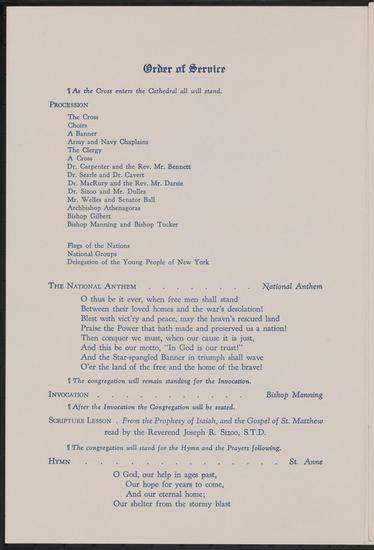 Order of Service
¶ As the Cross enters the Cathedral all will stand.
PROCESSION
The Cross
Choirs
A Banner
Army and Navy Chaplains
The Clergy
A Cross
Dr. Carpenter and the Rev. Mr. Bennett
Dr. Searle and Dr. Cavert
Dr. MacRury and the Rev. Mr. Darsie
Dr. Sizoo and Mr. Dulles
Mr. Welles and Senator Ball
Archbishop Athenagoras
Bishop Gilbert
Bishop Manning and Bishop Tucker
Flags of the Nations
National Groups
Delegation of the Young People of New York
THE NATIONAL ANTHEM . . . . . . . . National Anthem
O thus be it ever, when free men shall stand
Between their loved homes and the war's desolation!
Blest with vict'ry and peace, may the heav'n's rescued land
Praise the Power that hath made and preserved us a nation!
Then conquer we must, when our cause it is just,
And this be our motto, "In God is our trust!"
And the Star-spangled Banner in triumph shall wave
O'er the land of the free and the home of the brave!
¶ The congregation will remain standing for the Invocation.
INVOCATION . . . . . . . . . . . Bishop Manning
¶ After the Invocation the Congregation will be seated.
SCRIPTURE LESSON . From the Prophesy of Isaiah, and the Gospel of St. Matthew
read by the Reverend Joseph R. Sizoo, S.T.D.
¶ The congregation will stand for the Hymn and the Prayers following.
HYMN . . . . . . . . . . . . . . St. Anne
O God, our help in ages past,
Our hope for years to come,
And our eternal home;
Our shelter from the stormy blast